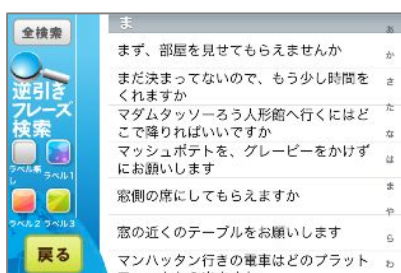 全検索
逆引き
フレーズ
検索
ラベル無
し
ラベル1
ラベル2
ラベル3
戻る
ま
まず、部屋を見せてもらえませんか
まだ決まってないので、もう少し時間を
くれますか
マダムタッソーろう人形館へ行くにはど
こで降りればいいですか
マッシュポテトを、グレービーをかけず
にお願いします
窓側の席にしてもらえますか
窓の近くのテーブルをお願いします
マンハッタン行きの電車はどのプラット
あ
か
さ
た
な
は
ま
や
ら
わ